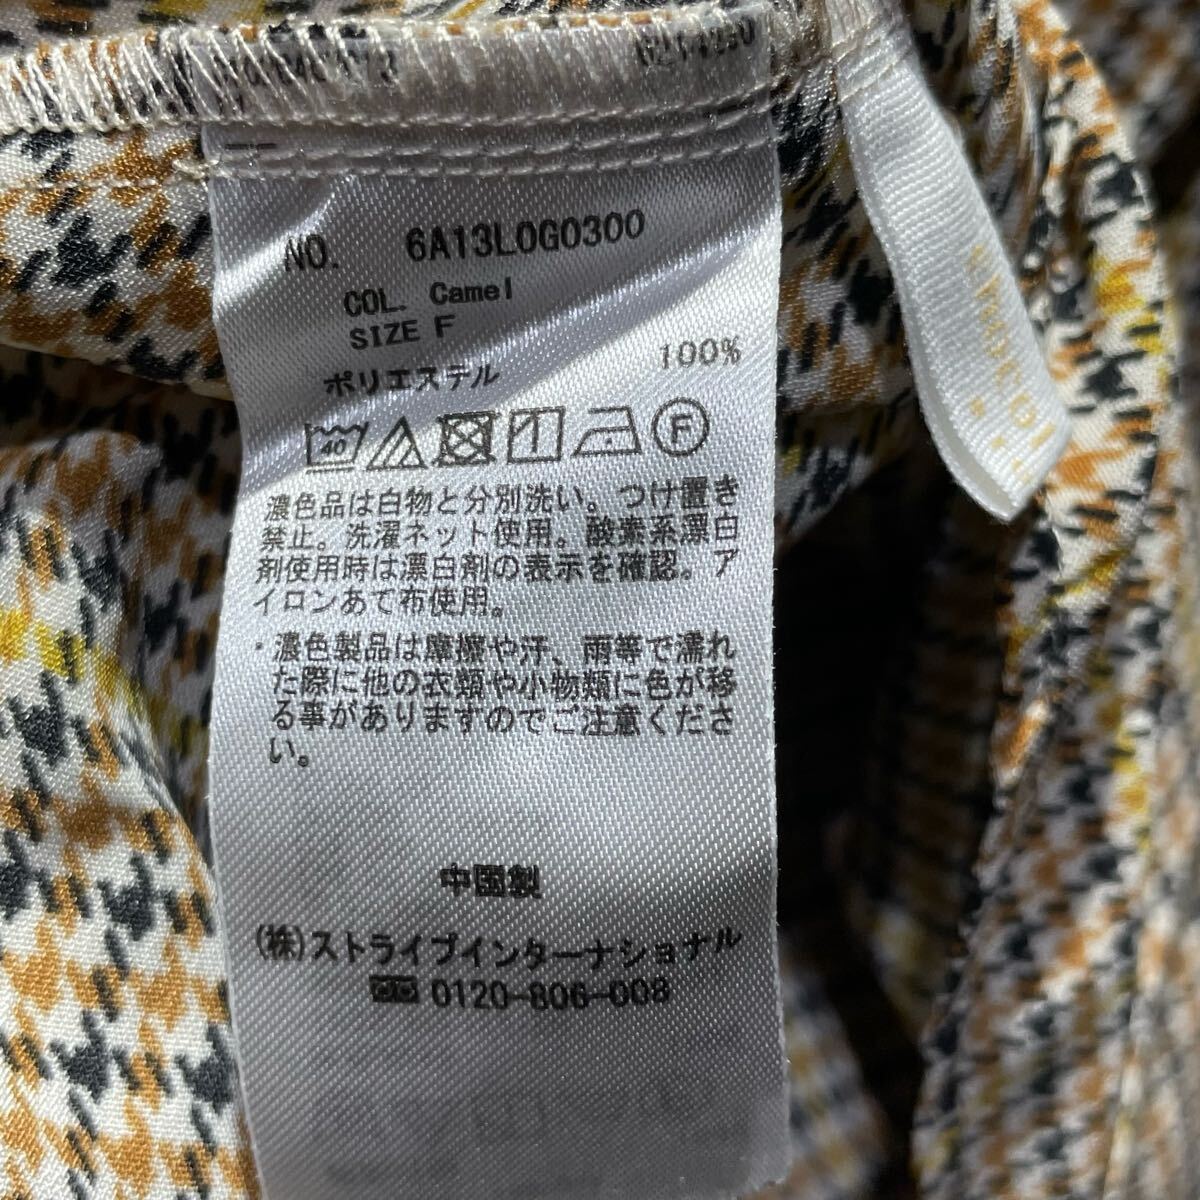 NO. 6A13L0G0300
COL. Camel
SIZE F
ポリエステル 100%
40 F
濃色品は白物と分別洗い。つけ置き
禁止。洗濯ネット使用。酸素系漂白
剤使用時は漂白剤の表示を確認。ア
イロンあて布使用。
・濃色製品は摩擦や汗、雨等で濡れ
た際に他の衣類や小物類に色が移
る事がありますのでご注意くださ
い。
中国製
(株)ストライプインターナショナル
0120-806-008